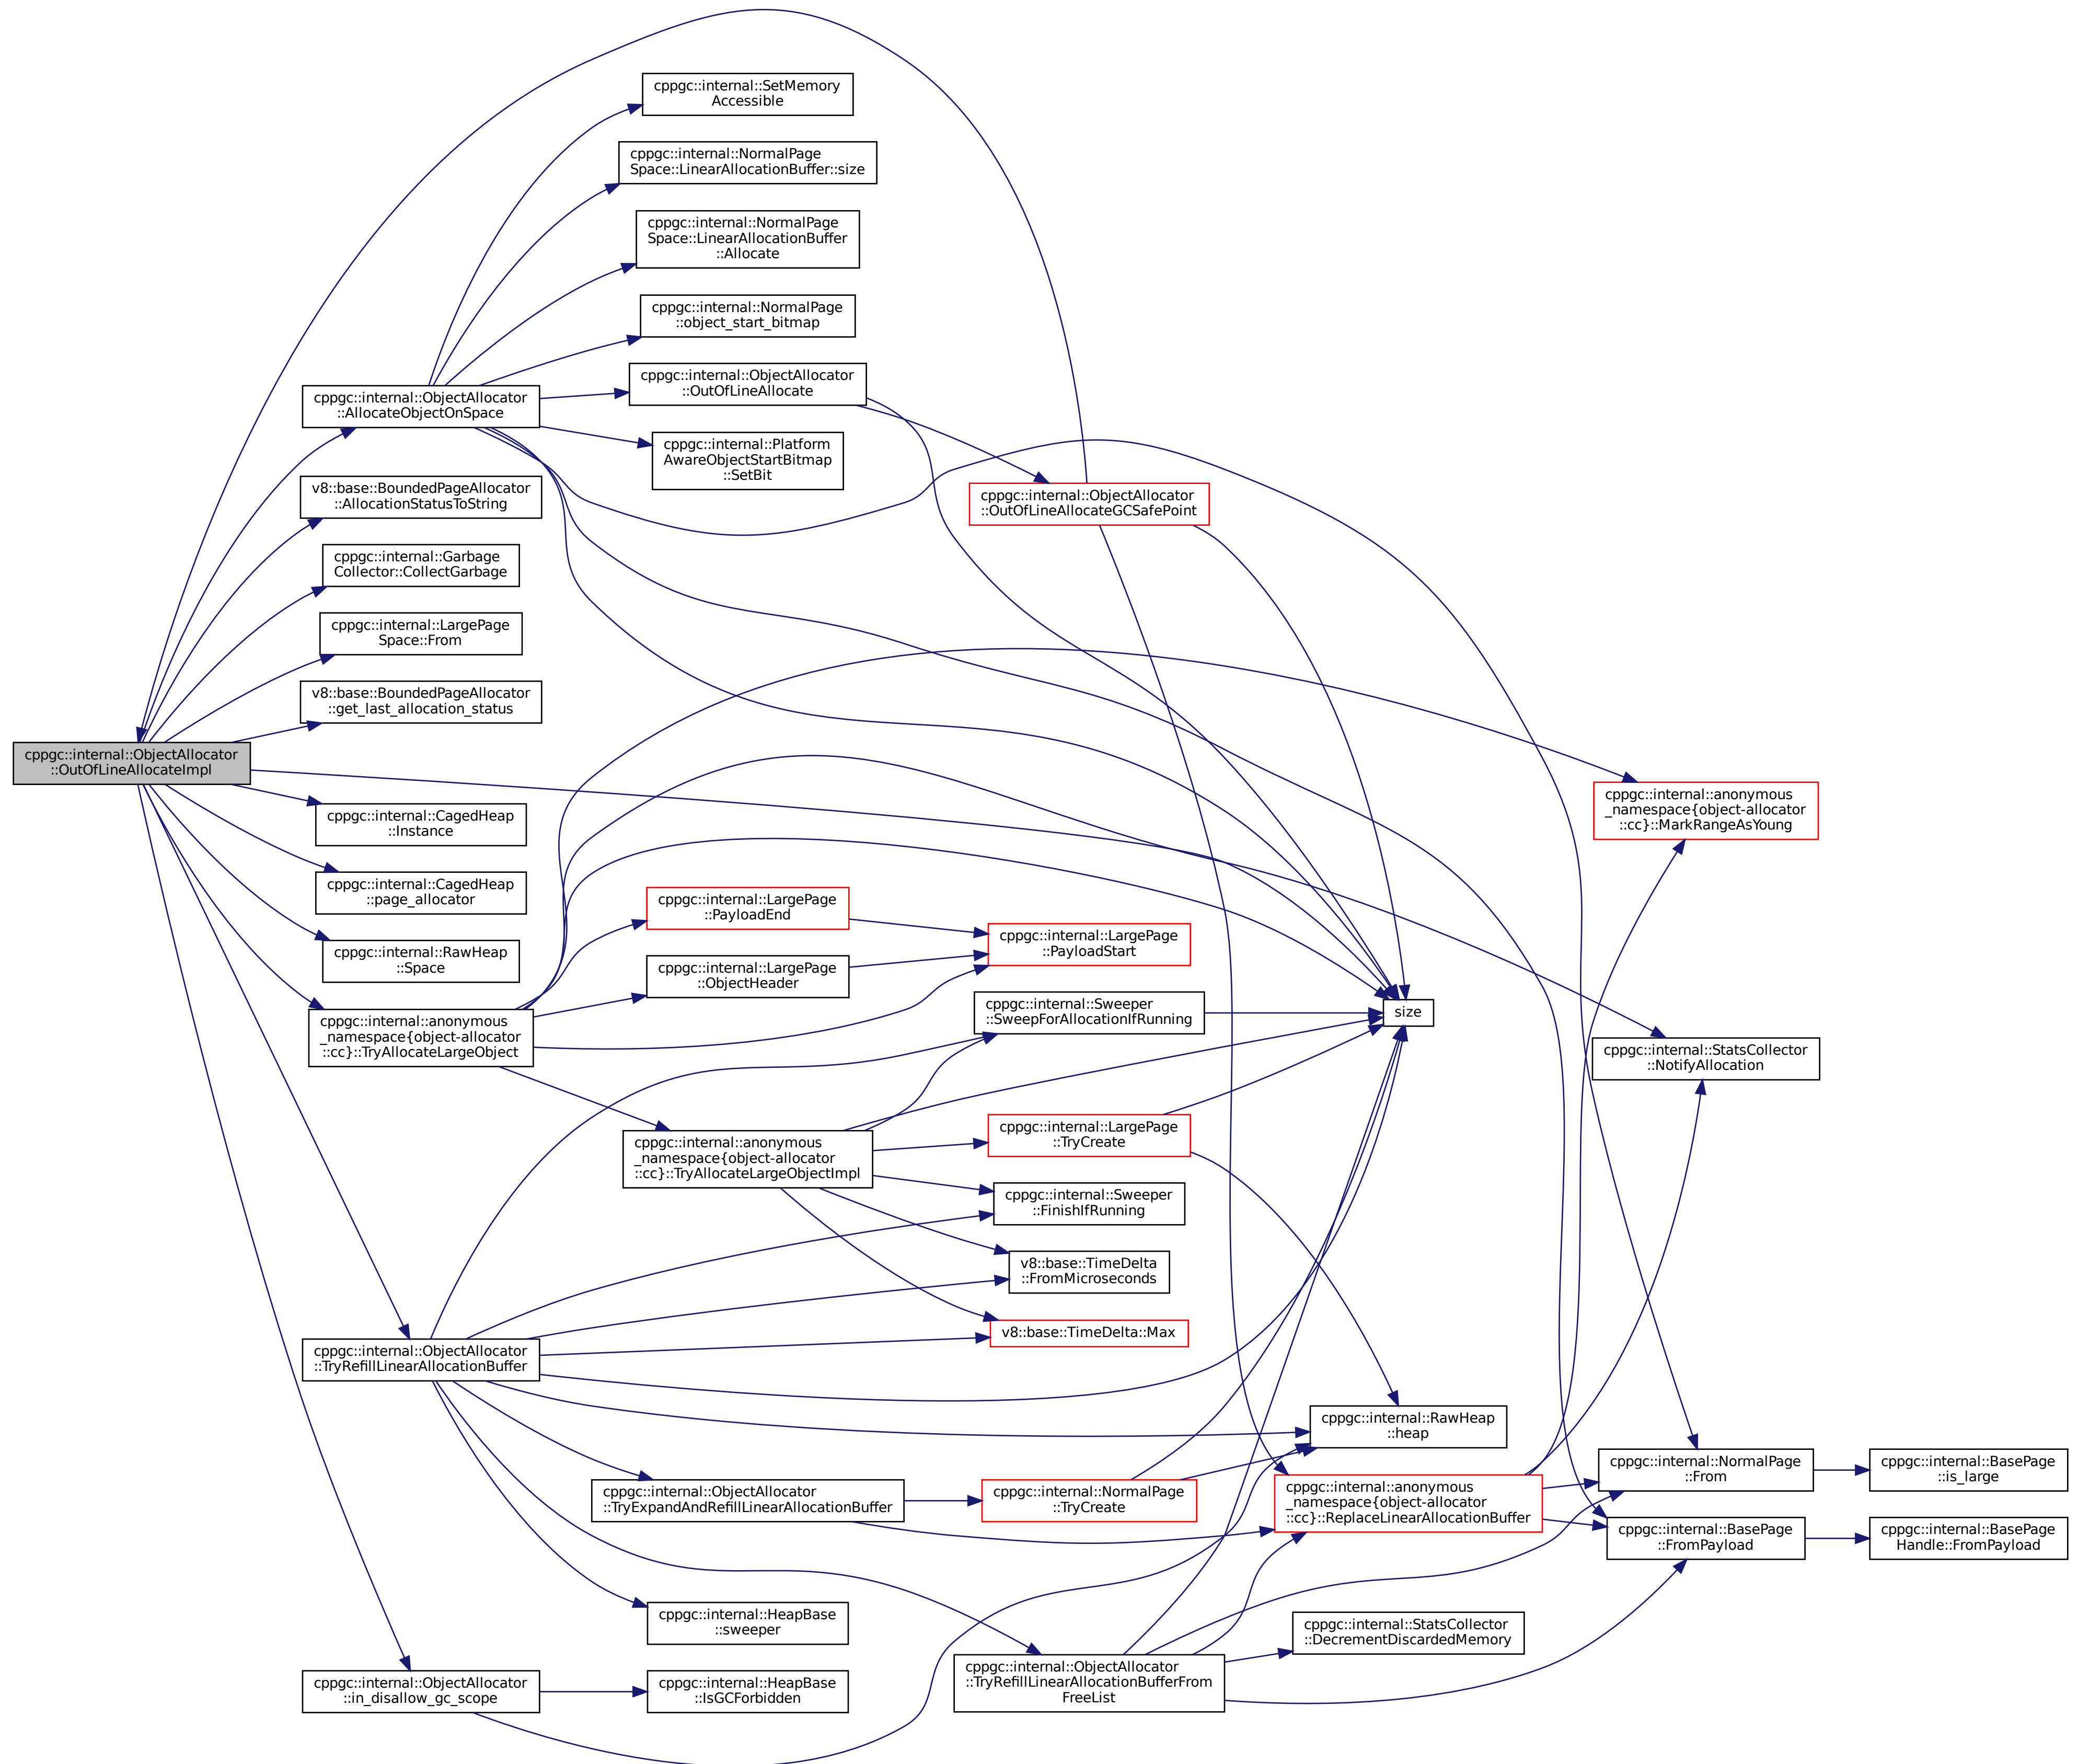 cppgc::internal::SetMemory
Accessible
cppgc::internal::NormalPage
Space::LinearAllocationBuffer::size
cppgc::internal::NormalPage
Space::LinearAllocationBuffer
::Allocate
cppgc::internal::NormalPage
::object_start_bitmap
cppgc::internal::ObjectAllocator
::AllocateObjectOnSpace
cppgc::internal::ObjectAllocator
::OutOfLineAllocate
cppgc::internal::Platform
AwareObjectStartBitmap
::SetBit
v8::base::BoundedPageAllocator
::AllocationStatusToString
cppgc::internal::ObjectAllocator
::OutOfLineAllocateGCSafePoint
cppgc::internal::Garbage
Collector::CollectGarbage
cppgc::internal::LargePage
Space::From
v8::base::BoundedPageAllocator
::get_last_allocation_status
cppgc::internal::ObjectAllocator
::OutOfLineAllocateImpl
cppgc::internal::anonymous
_namespace{object-allocator
::cc}::MarkRangeAsYoung
cppgc::internal::CagedHeap
::Instance
cppgc::internal::CagedHeap
::page_allocator
cppgc::internal::LargePage
::PayloadEnd
cppgc::internal::RawHeap
::Space
cppgc::internal::LargePage
::PayloadStart
cppgc::internal::LargePage
::ObjectHeader
cppgc::internal::anonymous
_namespace{object-allocator
::cc}::TryAllocateLargeObject
cppgc::internal::Sweeper
::SweepForAllocationIfRunning
size
cppgc::internal::StatsCollector
::NotifyAllocation
cppgc::internal::anonymous
_namespace{object-allocator
::cc}::TryAllocateLargeObjectImpl
cppgc::internal::LargePage
::TryCreate
cppgc::internal::Sweeper
::FinishIfRunning
v8::base::TimeDelta
::FromMicroseconds
v8::base::TimeDelta::Max
cppgc::internal::ObjectAllocator
::TryRefillLinearAllocationBuffer
cppgc::internal::RawHeap
::heap
cppgc::internal::ObjectAllocator
::TryExpandAndRefillLinearAllocationBuffer
cppgc::internal::NormalPage
::TryCreate
cppgc::internal::anonymous
_namespace{object-allocator
::cc}::ReplaceLinearAllocationBuffer
cppgc::internal::NormalPage
::From
cppgc::internal::BasePage
::is_large
cppgc::internal::BasePage
::FromPayload
cppgc::internal::BasePage
Handle::FromPayload
cppgc::internal::HeapBase
::sweeper
cppgc::internal::StatsCollector
::DecrementDiscardedMemory
cppgc::internal::ObjectAllocator
::TryRefillLinearAllocationBufferFrom
FreeList
cppgc::internal::ObjectAllocator
::in_disallow_gc_scope
cppgc::internal::HeapBase
::IsGCForbidden